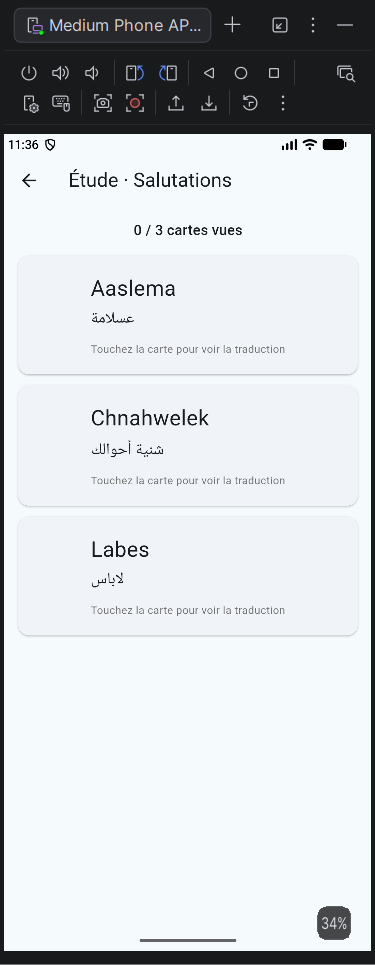 Medium Phone AP...
11:36
Étude · Salutations
0 / 3 cartes vues
Aaslema
عسلامة
Touchez la carte pour voir la traduction
Chnahwelek
شنية أحوالك
Touchez la carte pour voir la traduction
Labes
لاباس
Touchez la carte pour voir la traduction
34%